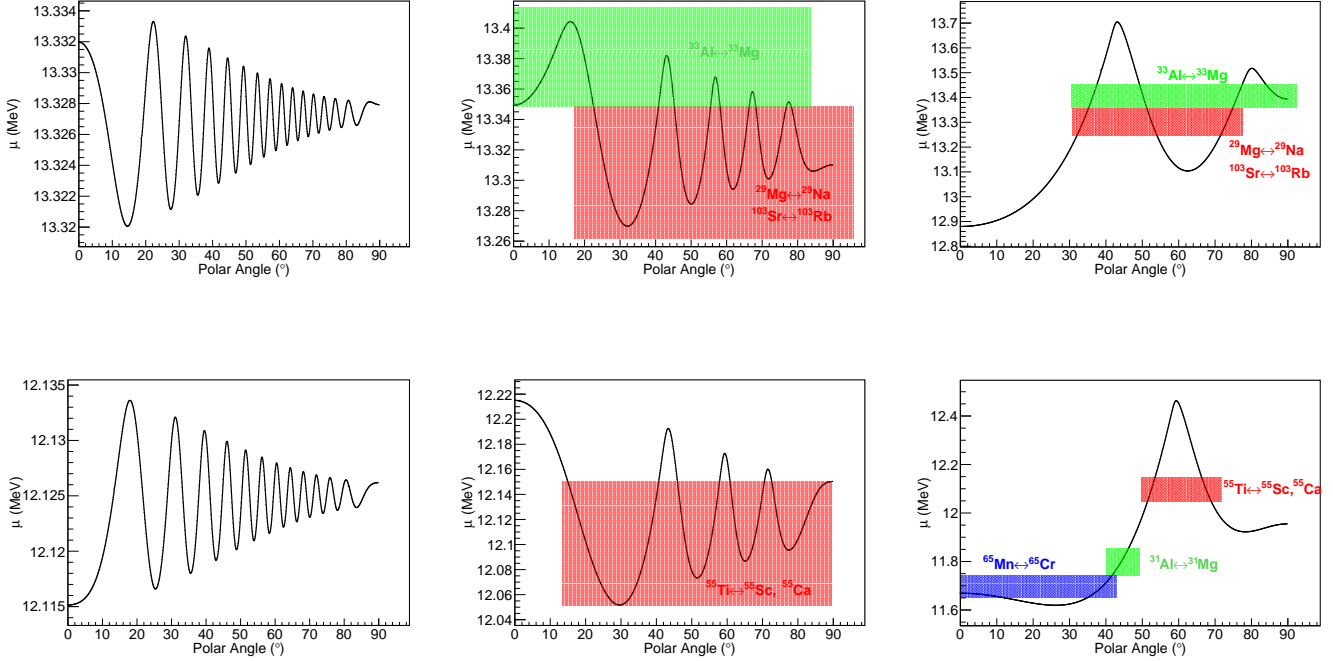 13.334
13.332
13.33
13.328
13.326
13.324
13.322
13.32
μ (MeV)
0 10 20 30 40 50 60 70 80 90
Polar Angle (°)
13.4
13.38
13.36
13.34
13.32
13.3
13.28
13.26
μ (MeV)
³³Al↔³³Mg
²⁹Mg↔²⁹Na
¹⁰³Sr↔¹⁰³Rb
0 10 20 30 40 50 60 70 80 90
Polar Angle (°)
13.7
13.6
13.5
13.4
13.3
13.2
13.1
13
12.9
12.8
μ (MeV)
³³Al↔³³Mg
²⁹Mg↔²⁹Na
¹⁰³Sr↔¹⁰³Rb
0 10 20 30 40 50 60 70 80 90
Polar Angle (°)
12.135
12.13
12.125
12.12
12.115
μ (MeV)
0 10 20 30 40 50 60 70 80 90
Polar Angle (°)
12.22
12.2
12.18
12.16
12.14
12.12
12.1
12.08
12.06
12.04
μ (MeV)
⁵⁵Ti↔⁵⁵Sc, ⁵⁵Ca
0 10 20 30 40 50 60 70 80 90
Polar Angle (°)
12.4
12.2
12
11.8
11.6
μ (MeV)
⁵⁵Ti↔⁵⁵Sc,⁵⁵Ca
⁶⁵Mn↔⁶⁵Cr
³¹Al↔³¹Mg
0 10 20 30 40 50 60 70 80 90
Polar Angle (°)